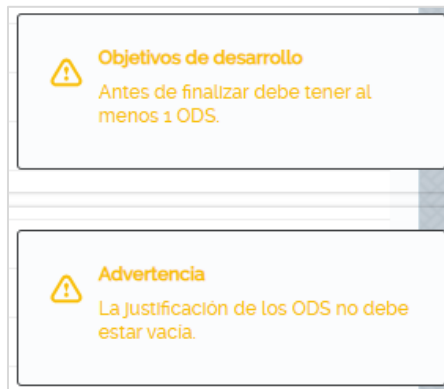 Objetivos de desarrollo
Antes de finalizar debe tener al
menos 1 ODS.
Advertencia
La justificación de los ODS no debe
estar vacía.